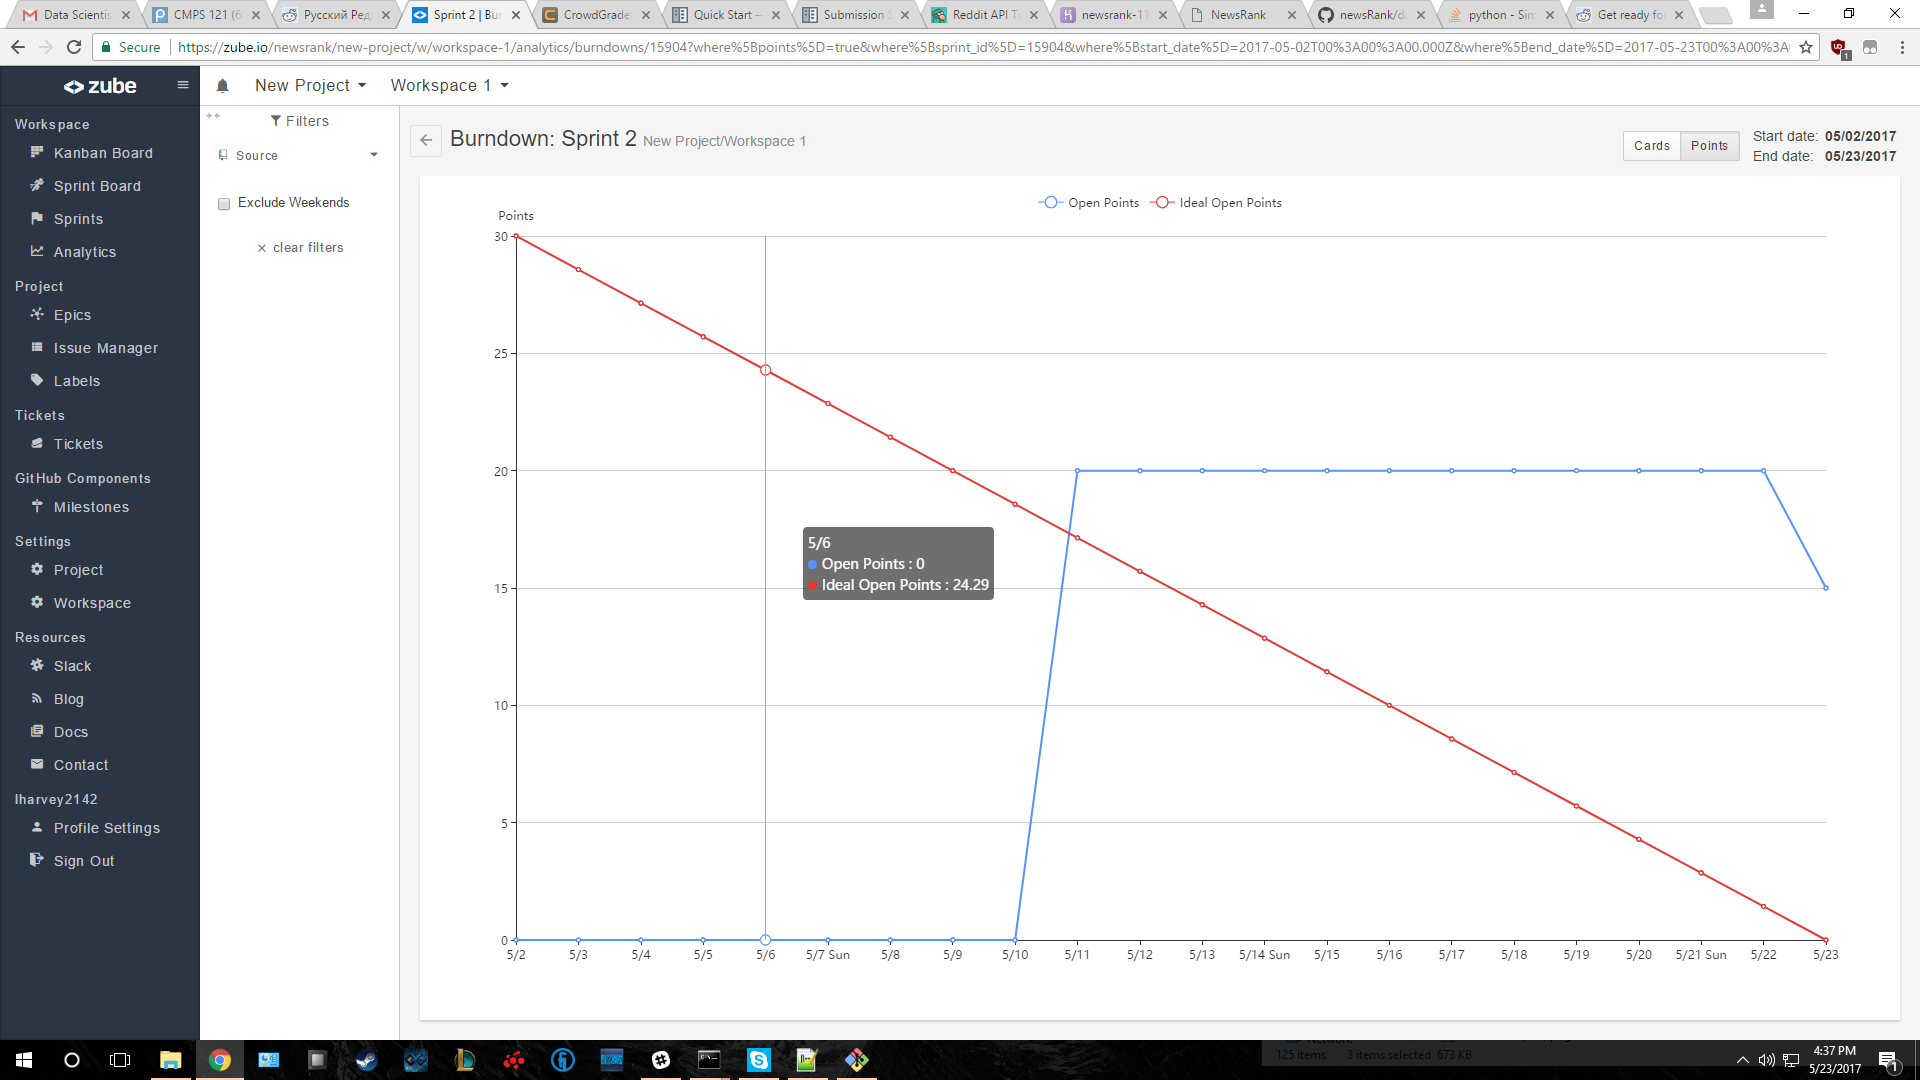 Data Scientis
CMPS 121 (6
Русский Ред
Sprint 2 | Bur
CrowdGrade
Quick Start —
Submission S
Reddit API T
newsrank-11
NewsRank
newsRank/d
python - Sim
Get ready fo
Secure
https://zube.io/newsrank/new-project/w/workspace-1/analytics/burndowns/15904?where%5Bpoints%5D=true&where%5Bsprint_id%5D=15904&where%5Bstart_date%5D=2017-05-02T00%3A00%3A00.000Z&where%5Bend_date%5D=2017-05-23T00%3A00%3A0
zube
New Project
Workspace 1
Workspace
Kanban Board
Sprint Board
Sprints
Analytics
Project
Epics
Issue Manager
Labels
Tickets
Tickets
GitHub Components
Milestones
Settings
Project
Workspace
Resources
Slack
Blog
Docs
Contact
lharvey2142
Profile Settings
Sign Out
Filters
Source
Exclude Weekends
× clear filters
Burndown: Sprint 2 New Project/Workspace 1
Cards
Points
Start date: 05/02/2017
End date: 05/23/2017
Open Points
Ideal Open Points
Points
30
25
20
15
10
5
0
5/6
Open Points : 0
Ideal Open Points : 24.29
5/2
5/3
5/4
5/5
5/6
5/7 Sun
5/8
5/9
5/10
5/11
5/12
5/13
5/14 Sun
5/15
5/16
5/17
5/18
5/19
5/20
5/21 Sun
5/22
5/23
Network
125 items 3 items selected 673 KB
4:37 PM
5/23/2017
1